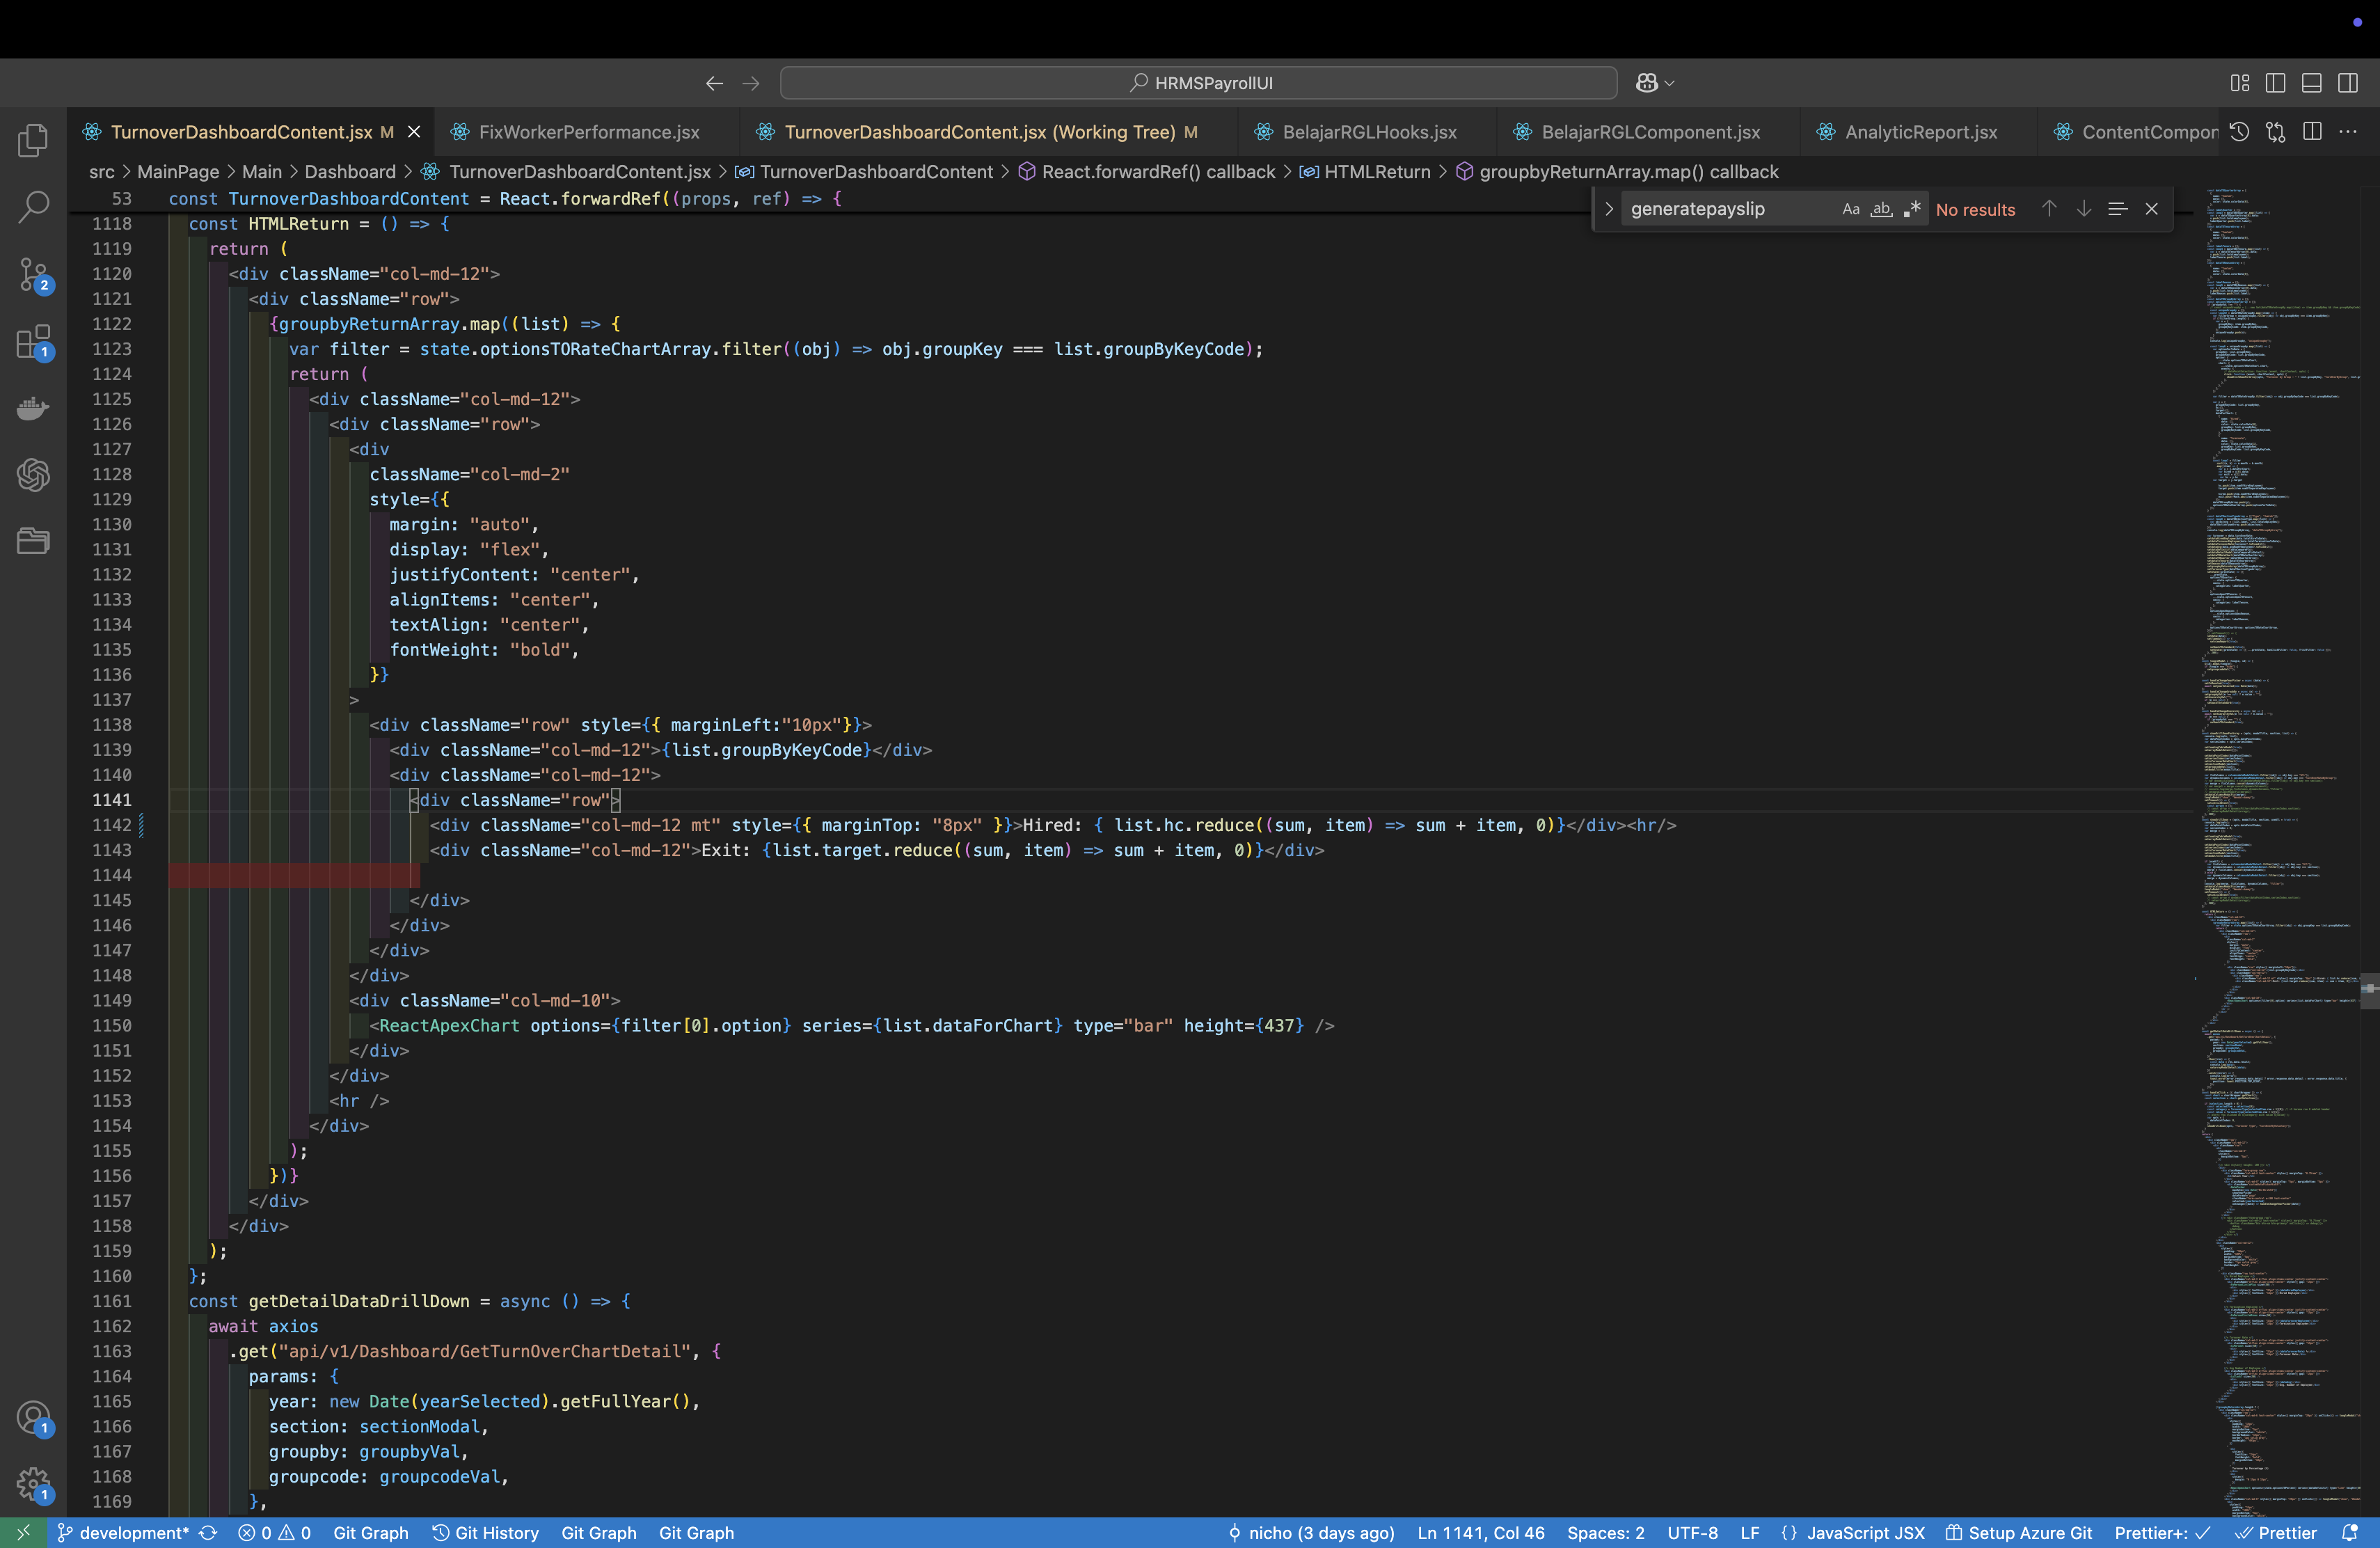 HRMSPayrollUI
TurnoverDashboardContent.jsx M
FixWorkerPerformance.jsx
TurnoverDashboardContent.jsx (Working Tree) M
BelajarRGLHooks.jsx
BelajarRGLComponent.jsx
AnalyticReport.jsx
ContentCompon
src > MainPage > Main > Dashboard > TurnoverDashboardContent.jsx > TurnoverDashboardContent > React.forwardRef() callback > HTMLReturn > groupbyReturnArray.map() callback
generatepayslip Aa ab .* No results
53 const TurnoverDashboardContent = React.forwardRef((props, ref) => {
1118 const HTMLReturn = () => {
1119 return (
1120 <div className="col-md-12">
1121 <div className="row">
1122 {groupbyReturnArray.map((list) => {
1123 var filter = state.optionsTORateChartArray.filter((obj) => obj.groupKey === list.groupByKeyCode);
1124 return (
1125 <div className="col-md-12">
1126 <div className="row">
1127 <div
1128 className="col-md-2"
1129 style={{
1130 margin: "auto",
1131 display: "flex",
1132 justifyContent: "center",
1133 alignItems: "center",
1134 textAlign: "center",
1135 fontWeight: "bold",
1136 }}
1137 >
1138 <div className="row" style={{ marginLeft:"10px"}}>
1139 <div className="col-md-12">{list.groupByKeyCode}</div>
1140 <div className="col-md-12">
1141 <div className="row">
1142 <div className="col-md-12 mt" style={{ marginTop: "8px" }}>Hired: { list.hc.reduce((sum, item) => sum + item, 0)}</div><hr/>
1143 <div className="col-md-12">Exit: {list.target.reduce((sum, item) => sum + item, 0)}</div>
1144
1145 </div>
1146 </div>
1147 </div>
1148 </div>
1149 <div className="col-md-10">
1150 <ReactApexChart options={filter[0].option} series={list.dataForChart} type="bar" height={437} />
1151 </div>
1152 </div>
1153 <hr />
1154 </div>
1155 );
1156 })}
1157 </div>
1158 </div>
1159 );
1160 };
1161 const getDetailDataDrillDown = async () => {
1162 await axios
1163 .get("api/v1/Dashboard/GetTurnOverChartDetail", {
1164 params: {
1165 year: new Date(yearSelected).getFullYear(),
1166 section: sectionModal,
1167 groupby: groupbyVal,
1168 groupcode: groupcodeVal,
1169 },
2
1
1
1
development* 0 0 Git Graph Git History Git Graph Git Graph nicho (3 days ago) Ln 1141, Col 46 Spaces: 2 UTF-8 LF {} JavaScript JSX Setup Azure Git Prettier+: Prettier